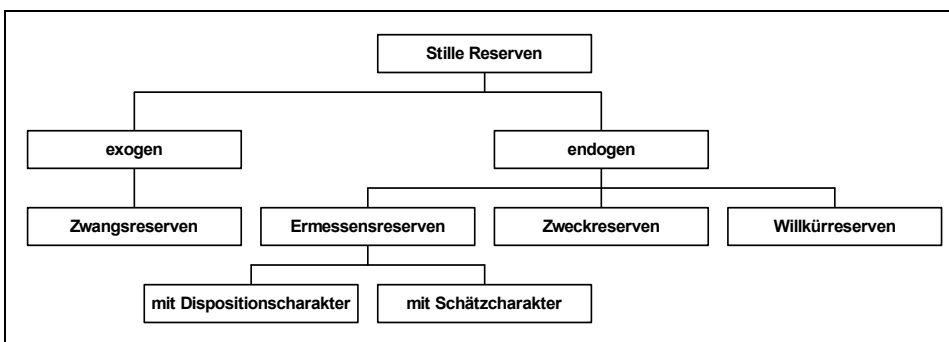 Stille Reserven
exogen
endogen
Zwangsreserven
Ermessensreserven
Zweckreserven
Willkürreserven
mit Dispositionscharakter
mit Schätzcharakter